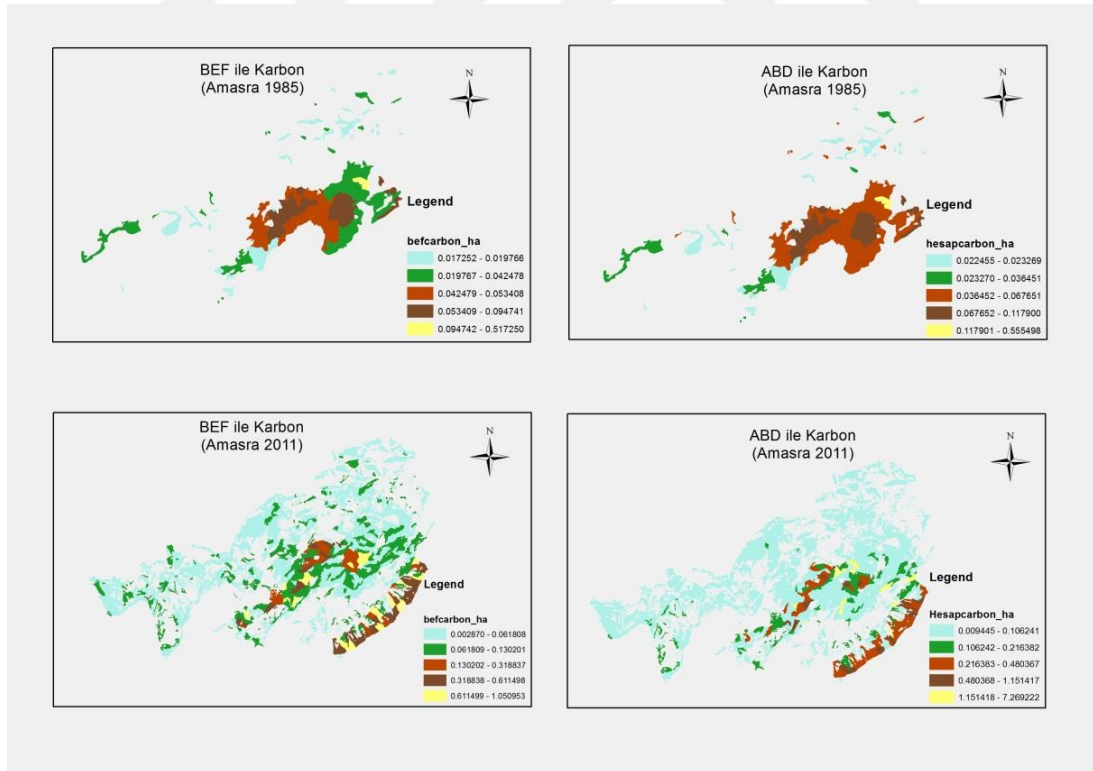 BEF ile Karbon
(Amasra 1985)
N
Legend
befcarbon_ha
0.017252 - 0.019766
0.019767 - 0.042478
0.042479 - 0.053408
0.053409 - 0.094741
0.094742 - 0.517250
ABD ile Karbon
(Amasra 1985)
N
Legend
hesapcarbon_ha
0.022455 - 0.023269
0.023270 - 0.036451
0.036452 - 0.067651
0.067652 - 0.117900
0.117901 - 0.555498
BEF ile Karbon
(Amasra 2011)
N
Legend
befcarbon_ha
0.002870 - 0.061808
0.061809 - 0.130201
0.130202 - 0.318837
0.318838 - 0.611498
0.611499 - 1.050953
ABD ile Karbon
(Amasra 2011)
N
Legend
Hesapcarbon_ha
0.009445 - 0.106241
0.106242 - 0.216382
0.216383 - 0.480367
0.480368 - 1.151417
1.151418 - 7.269222